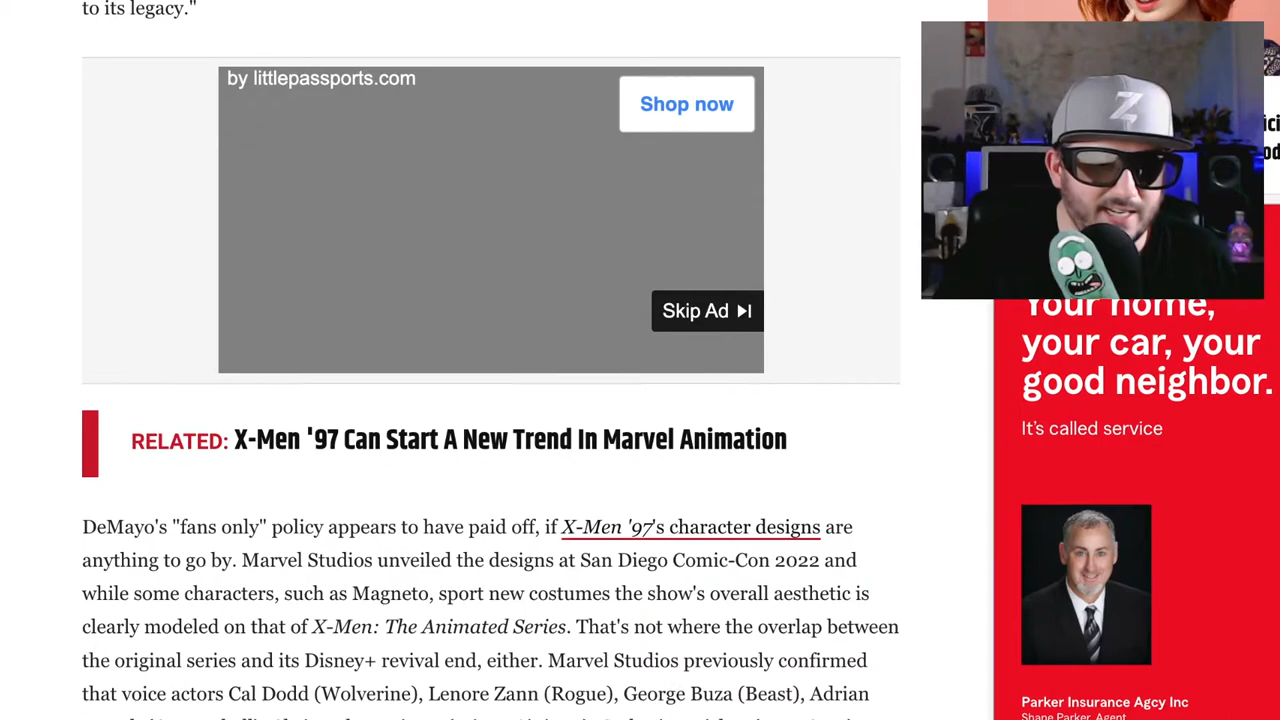 to its legacy."
by littlepassports.com
Shop now
Skip Ad
RELATED: X-Men '97 Can Start A New Trend In Marvel Animation
DeMayo's "fans only" policy appears to have paid off, if X-Men '97's character designs are
anything to go by. Marvel Studios unveiled the designs at San Diego Comic-Con 2022 and
while some characters, such as Magneto, sport new costumes the show's overall aesthetic is
clearly modeled on that of X-Men: The Animated Series. That's not where the overlap between
the original series and its Disney+ revival end, either. Marvel Studios previously confirmed
that voice actors Cal Dodd (Wolverine), Lenore Zann (Rogue), George Buza (Beast), Adrian
Z
Your home,
your car, your
good neighbor.
It's called service
Parker Insurance Agcy Inc
Shane Parker, Agent